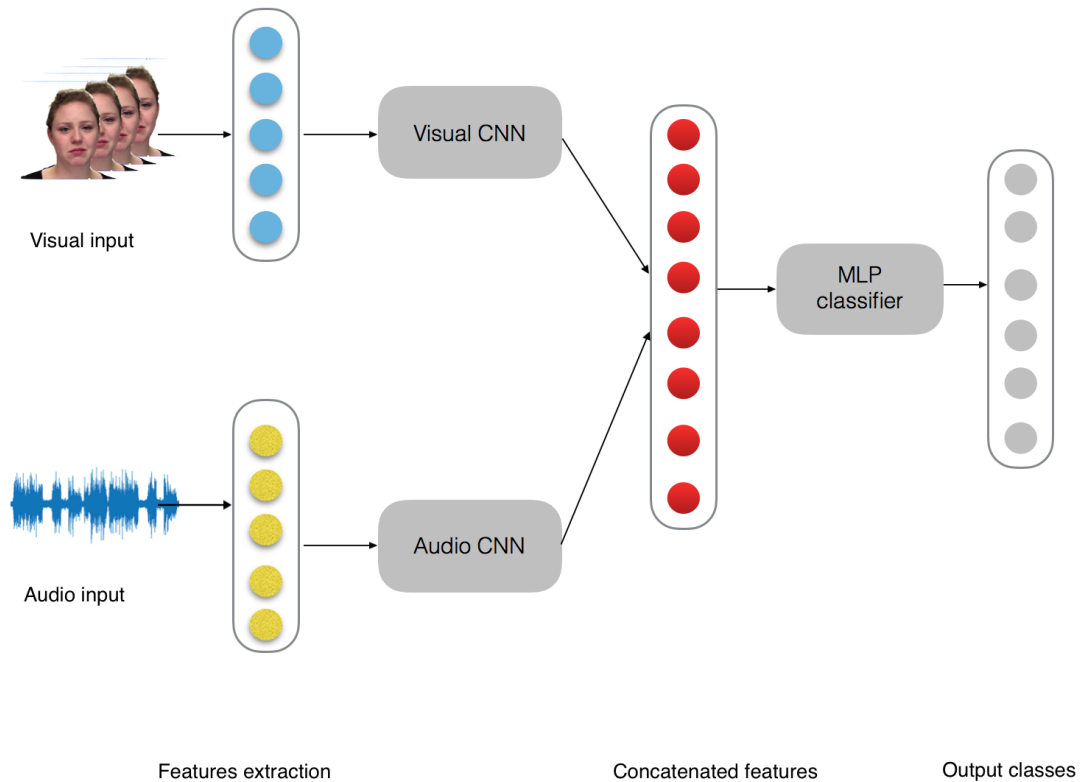 Visual CNN
Visual input
MLP
classifier
Audio CNN
Audio input
Features extraction
Concatenated features
Output classes